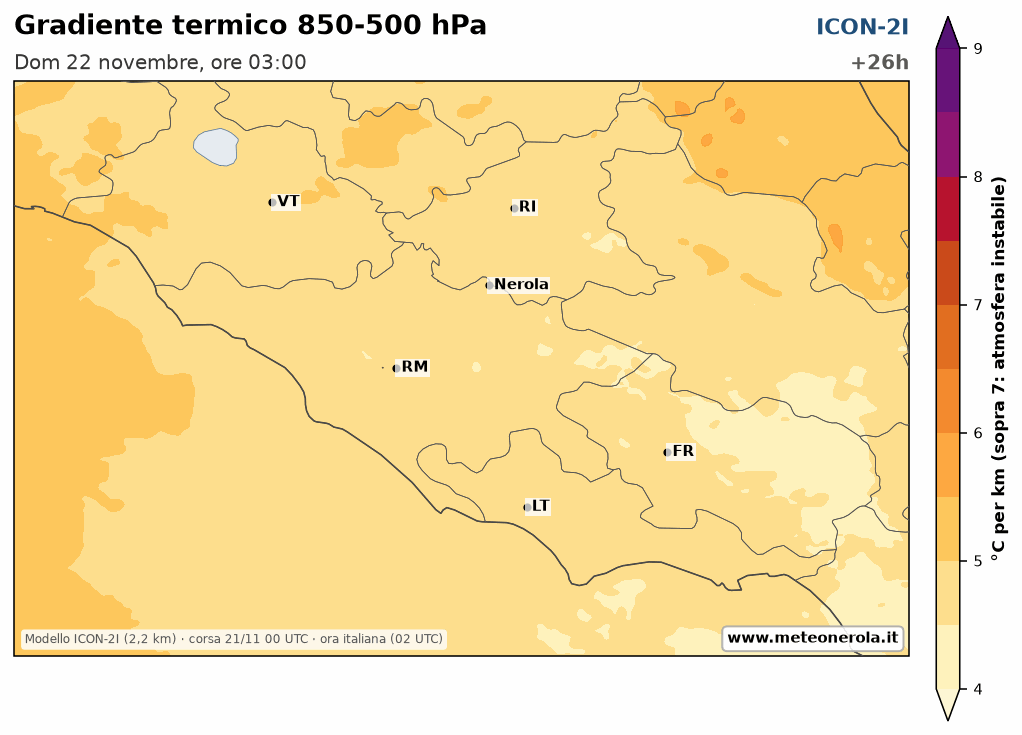 Gradiente termico 850-500 hPa
ICON-2I
Dom 22 novembre, ore 03:00
+26h
VT
RI
Nerola
RM
FR
LT
Modello ICON-2I (2,2 km) · corsa 21/11 00 UTC · ora italiana (02 UTC)
www.meteonerola.it
9
8
7
6
5
4
°C per km (sopra 7: atmosfera instabile)